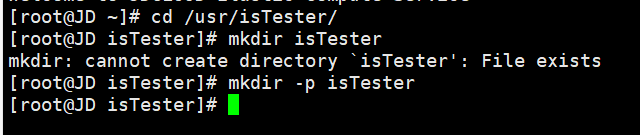 [root@JD ~]# cd /usr/isTester/
[root@JD isTester]# mkdir isTester
mkdir: cannot create directory `isTester': File exists
[root@JD isTester]# mkdir -p isTester
[root@JD isTester]#